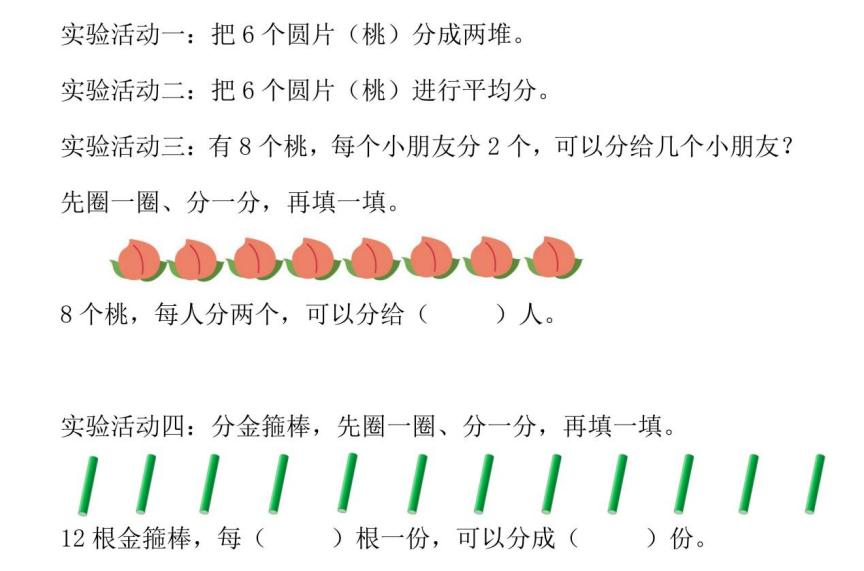 实验活动一：把 6 个圆片（桃）分成两堆。
实验活动二：把 6 个圆片（桃）进行平均分。
实验活动三：有 8 个桃，每个小朋友分 2 个，可以分给几个小朋友？
先圈一圈、分一分，再填一填。
8 个桃，每人分两个，可以分给（　　）人。
实验活动四：分金箍棒，先圈一圈、分一分，再填一填。
12 根金箍棒，每（　　）根一份，可以分成（　　）份。